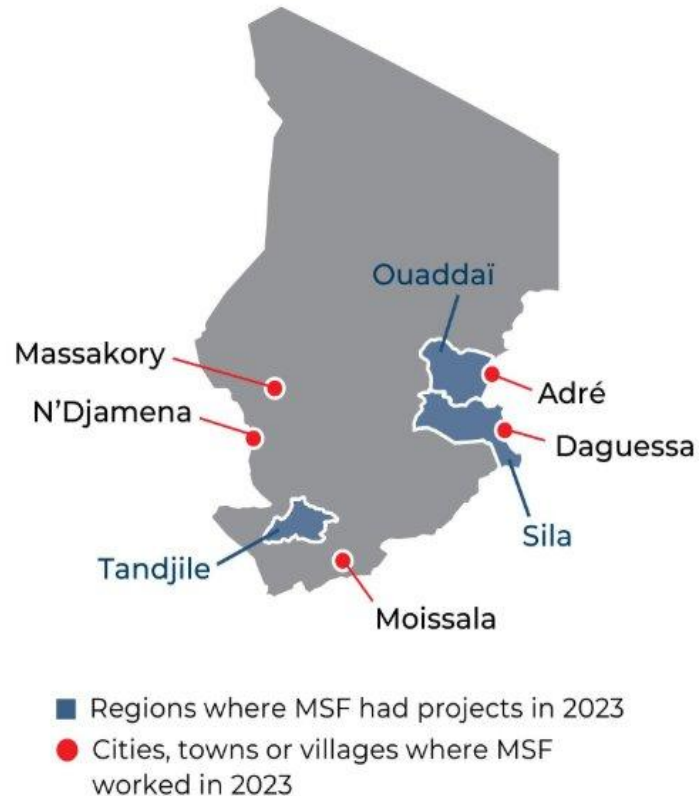 Ouaddaï
Massakory
Adré
N'Djamena
Daguessa
Sila
Tandjile
Moissala
Regions where MSF had projects in 2023
Cities, towns or villages where MSF
worked in 2023